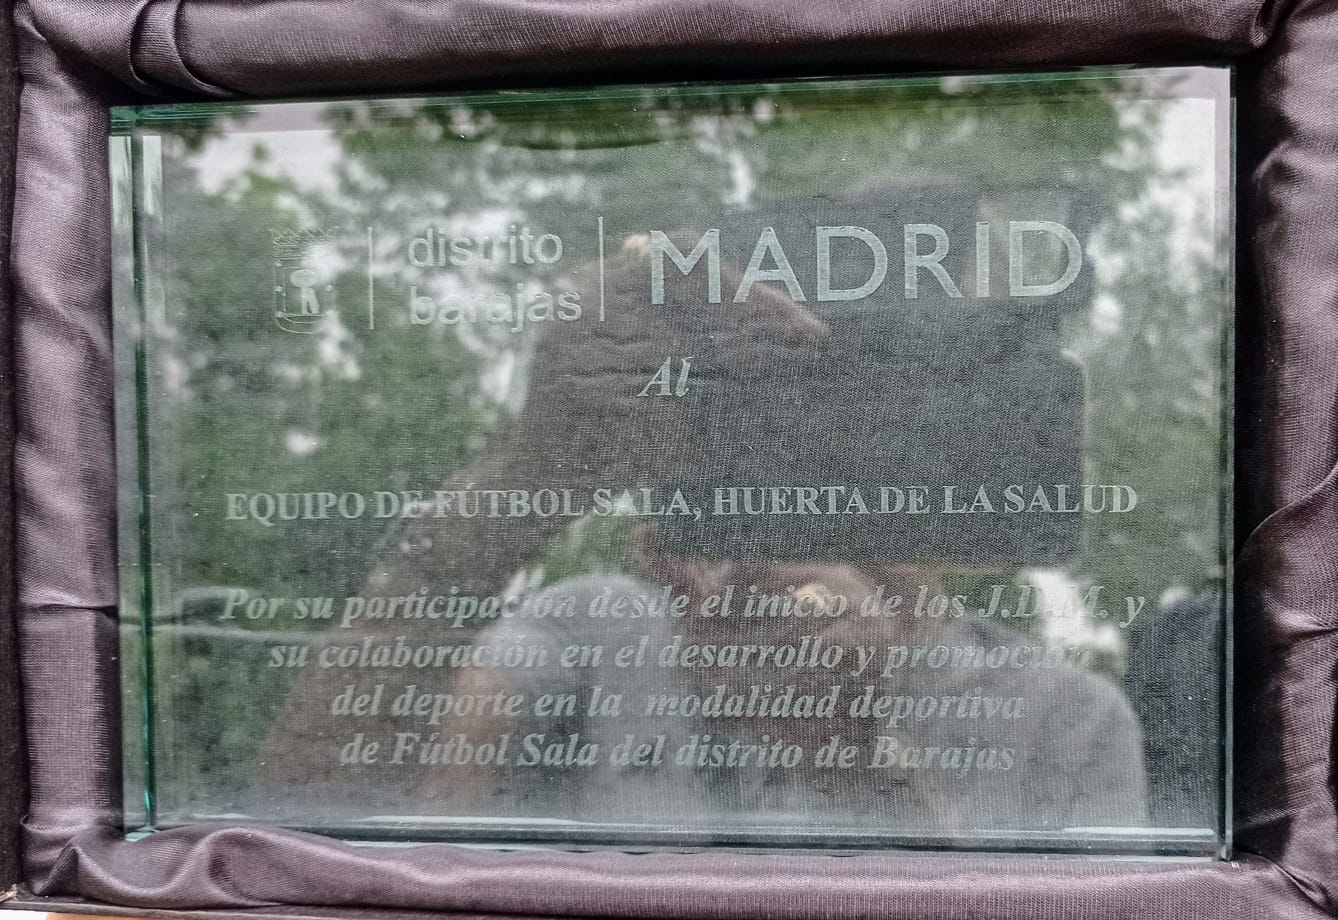 distrito
barajas
MADRID
Al
EQUIPO DE FUTBOL SALA, HUERTA DE LA SALUD
Por su participación desde el inicio de los J.D.M. y
su colaboración en el desarrollo y promoción
del deporte en la modalidad deportiva
de Fútbol Sala del distrito de Barajas